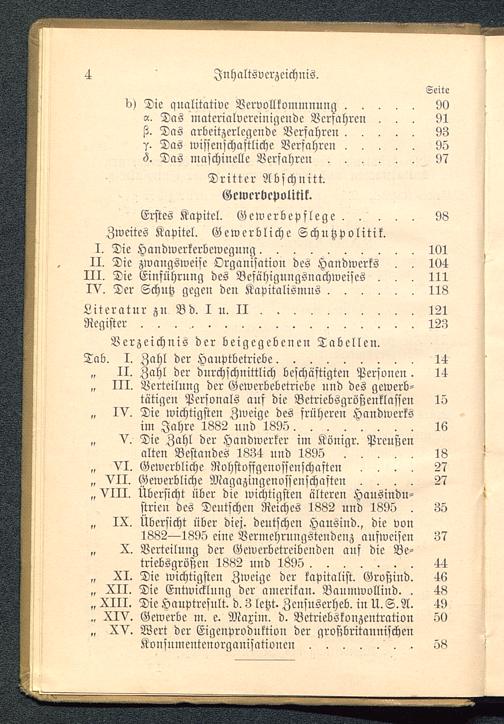 4 Inhaltsverzeichnis.
Seite
b) Die qualitative Vervollkommnung . . . . . 90
α. Das materialvereinigende Verfahren . . . 91
β. Das arbeitzerlegende Verfahren . . . . . 93
γ. Das wissenschaftliche Verfahren . . . . . 95
δ. Das maschinelle Verfahren . . . . . . 97
Dritter Abschnitt.
Gewerbepolitik.
Erstes Kapitel. Gewerbepflege . . . . . 98
Zweites Kapitel. Gewerbliche Schutzpolitik.
I. Die Handwerkerbewegung . . . . . . . . . . 101
II. Die zwangsweise Organisation des Handwerks . . . 104
III. Die Einführung des Befähigungsnachweises . . . . 111
IV. Der Schutz gegen den Kapitalismus . . . . . . . 118
Literatur zu Bd. I u. II . . . . . . . . . . . 121
Register . . . . . . . . . . . . . . . . . 123
Verzeichnis der beigegebenen Tabellen.
Tab. I. Zahl der Hauptbetriebe . . . . . . . . . . 14
„ II. Zahl der durchschnittlich beschäftigten Personen . 14
„ III. Verteilung der Gewerbebetriebe und des gewerb-
tätigen Personals auf die Betriebsgrößenklassen 15
„ IV. Die wichtigsten Zweige des früheren Handwerks
im Jahre 1882 und 1895 . . . . . . . . . 16
„ V. Die Zahl der Handwerker im Königr. Preußen
alten Bestandes 1834 und 1895 . . . . . . 18
„ VI. Gewerbliche Rohstoffgenossenschaften . . . . 27
„ VII. Gewerbliche Magazingenossenschaften . . . . 27
„ VIII. Übersicht über die wichtigsten älteren Hausindu-
strien des Deutschen Reiches 1882 und 1895 . 35
„ IX. Übersicht über diej. deutschen Hausind., die von
1882—1895 eine Vermehrungstendenz aufweisen 37
„ X. Verteilung der Gewerbetreibenden auf die Be-
triebsgrößen 1882 und 1895 . . . . . . . 44
„ XI. Die wichtigsten Zweige der kapitalist. Großind. 46
„ XII. Die Entwicklung der amerikan. Baumwollind. . . 48
„ XIII. Die Hauptresult. d. 3 letzt. Zensuserheb. in U. S. A. 49
„ XIV. Gewerbe m. e. Maxim. d. Betriebskonzentration 50
„ XV. Wert der Eigenproduktion der großbritannischen
Konsumentenorganisationen . . . . . . . 58